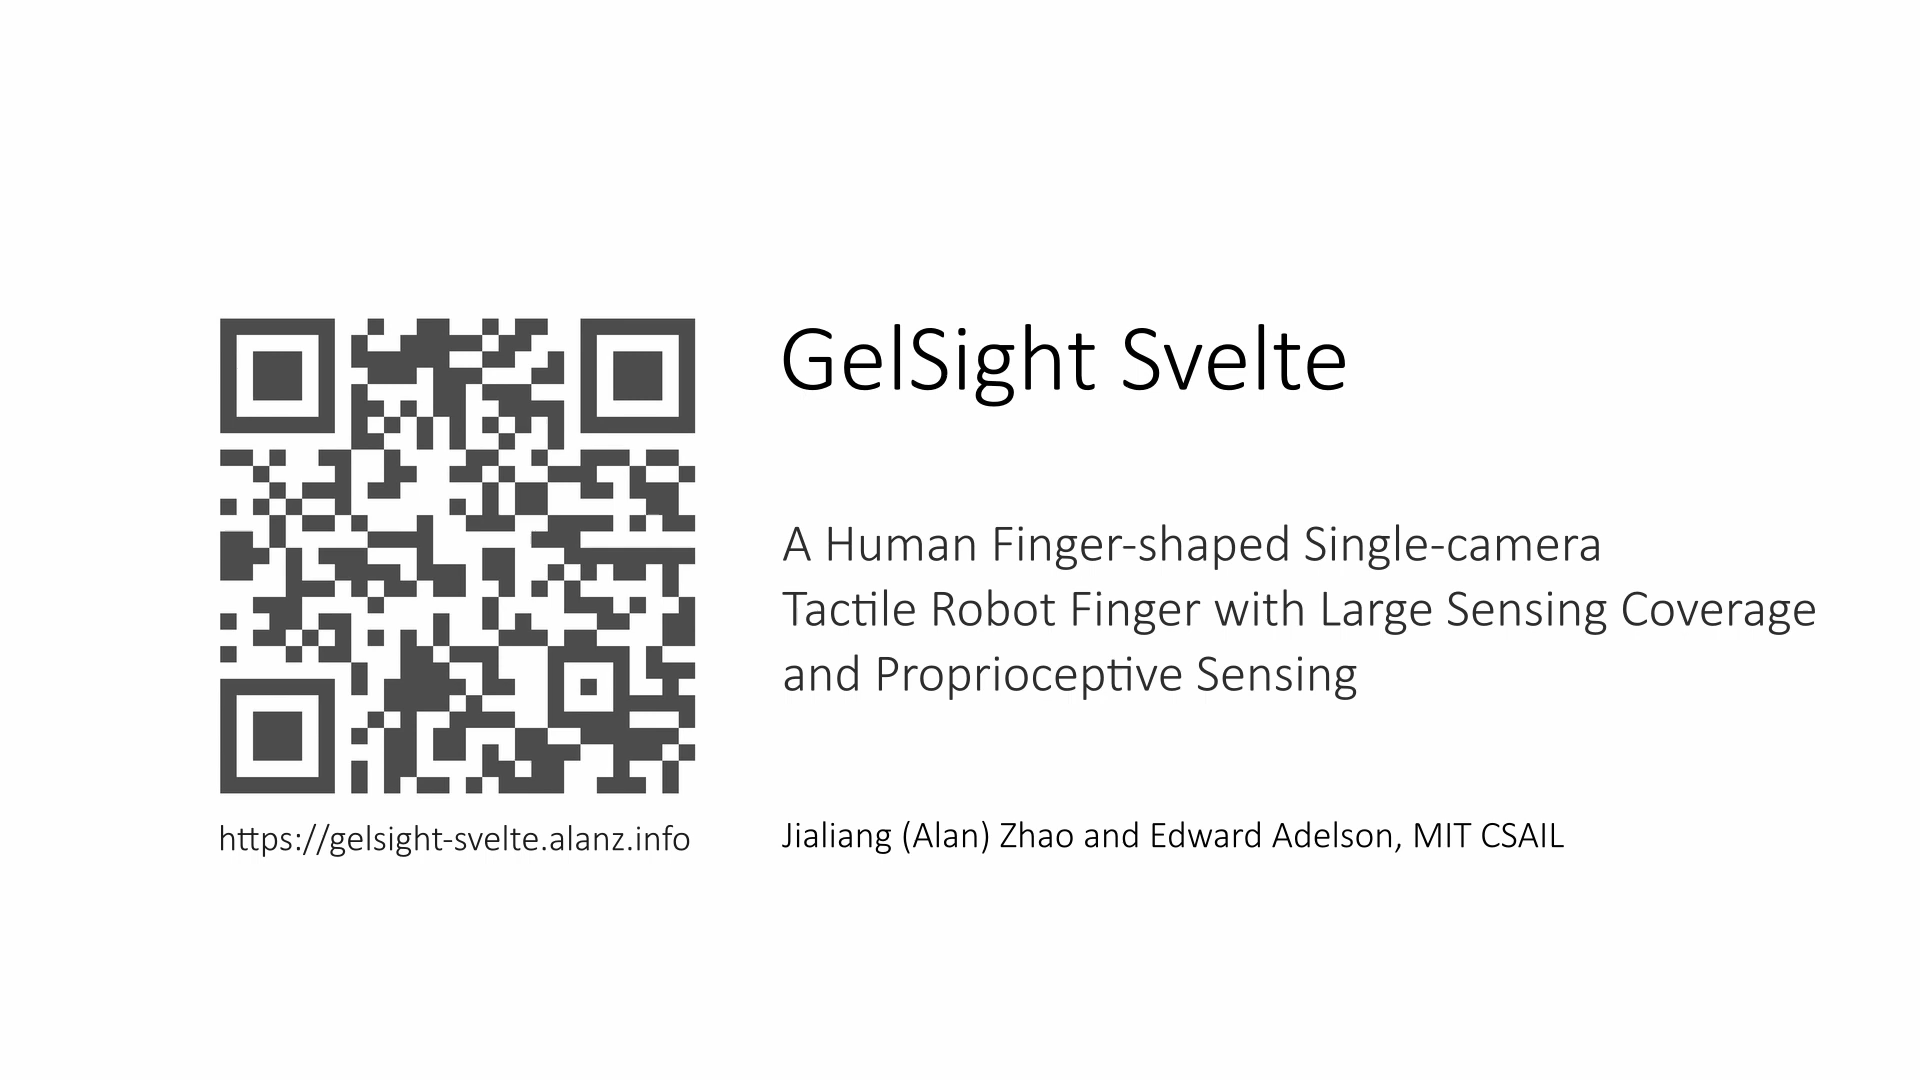 GelSight Svelte
A Human Finger-shaped Single-camera
Tactile Robot Finger with Large Sensing Coverage
and Proprioceptive Sensing
https://gelsight-svelte.alanz.info
Jialiang (Alan) Zhao and Edward Adelson, MIT CSAIL